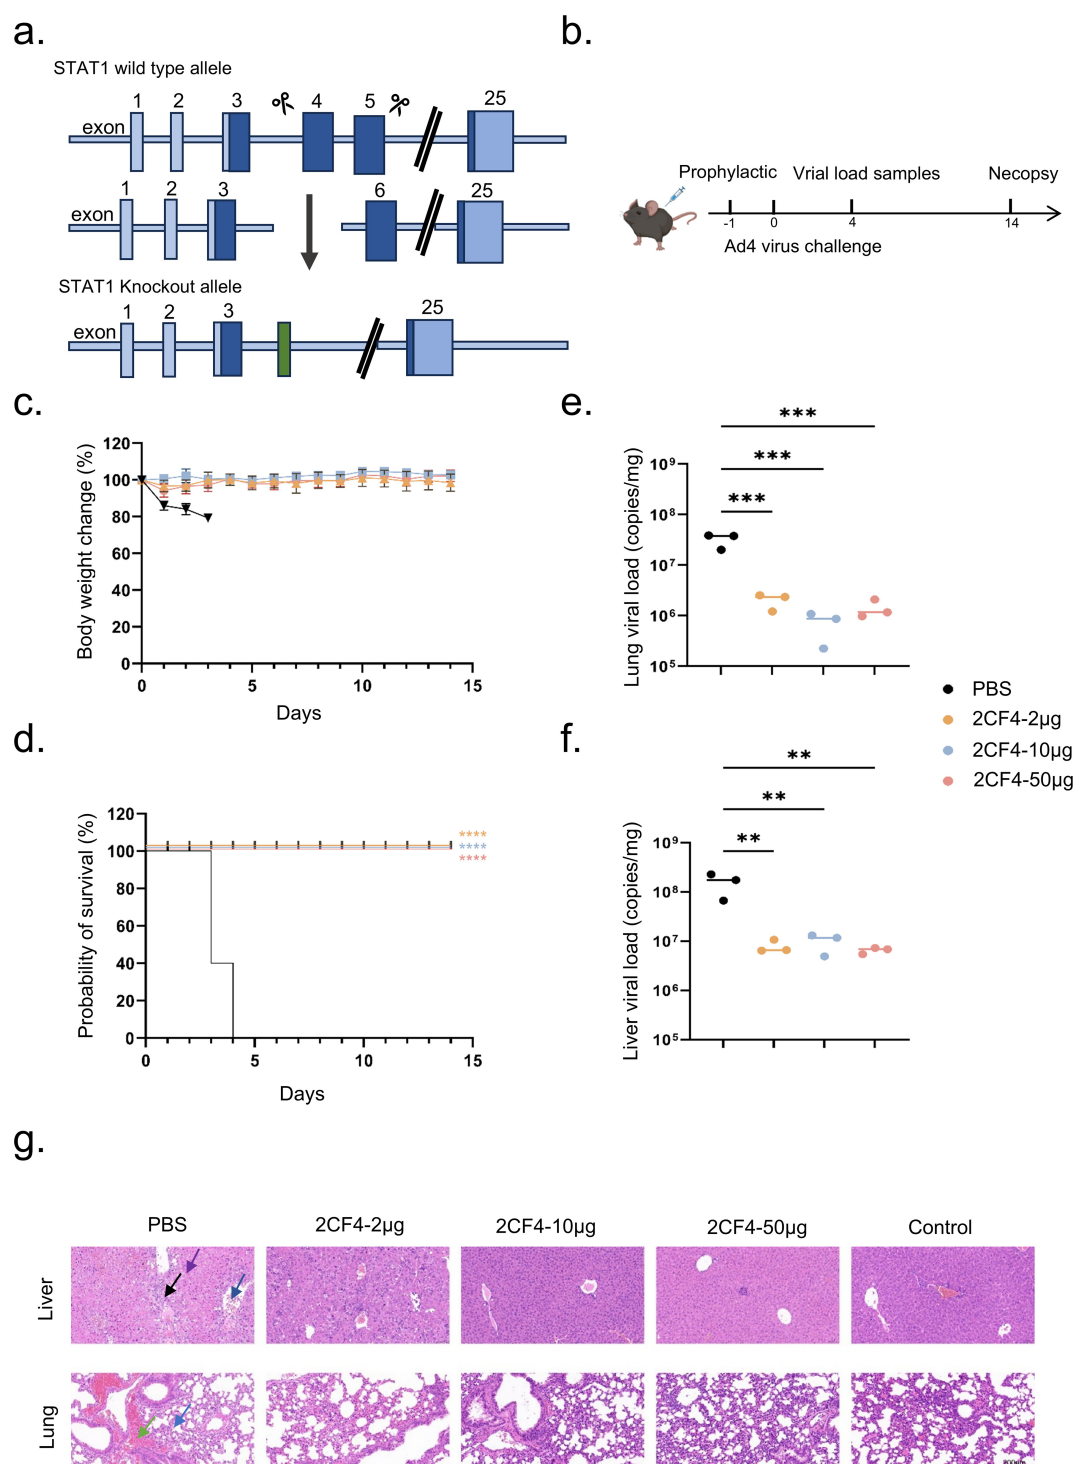 a.
STAT1 wild type allele
1 2 3 4 5 25
exon
1 2 3 6 25
exon
STAT1 Knockout allele
1 2 3 25
exon
b.
Prophylactic Vrial load samples Necopsy
-1 0 4 14
Ad4 virus challenge
c.
Body weight change (%)
120
100
80
60
40
20
0
0 5 10 15
Days
d.
Probability of survival (%)
120
100
80
60
40
20
0
****
****
****
0 5 10 15
Days
e.
Lung viral load (copies/mg)
***
***
***
10⁹
10⁸
10⁷
10⁶
10⁵
PBS
2CF4-2μg
2CF4-10μg
2CF4-50μg
f.
Liver viral load (copies/mg)
**
**
**
10⁹
10⁸
10⁷
10⁶
10⁵
g.
PBS 2CF4-2μg 2CF4-10μg 2CF4-50μg Control
Liver
Lung